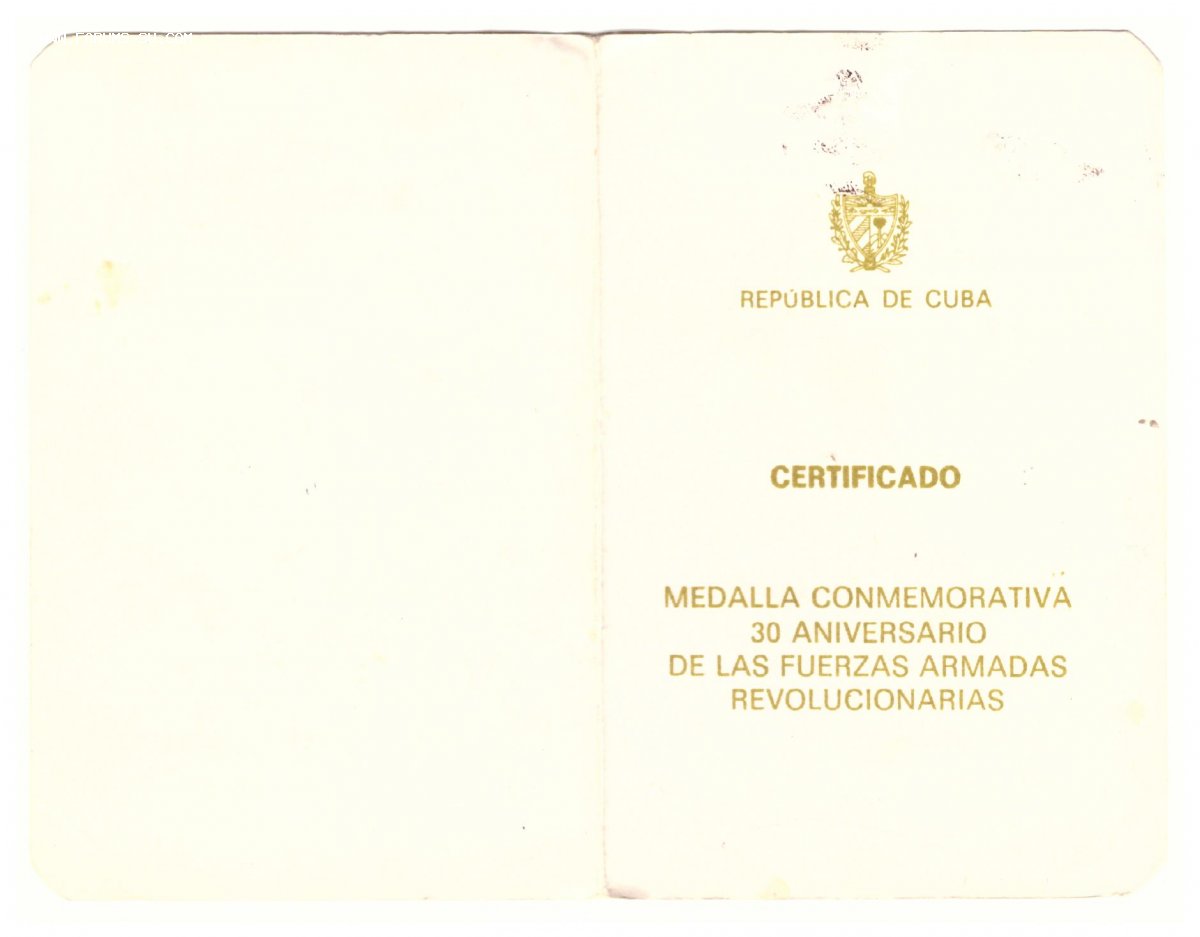 REPÚBLICA DE CUBA
CERTIFICADO
MEDALLA CONMEMORATIVA
30 ANIVERSARIO
DE LAS FUERZAS ARMADAS
REVOLUCIONARIAS